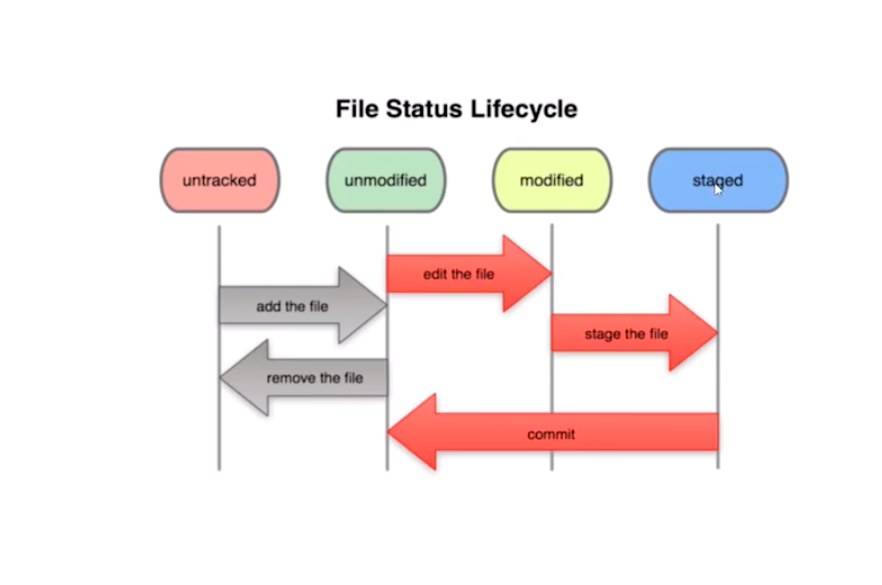 File Status Lifecycle
untracked
unmodified
modified
staged
edit the file
add the file
stage the file
remove the file
commit